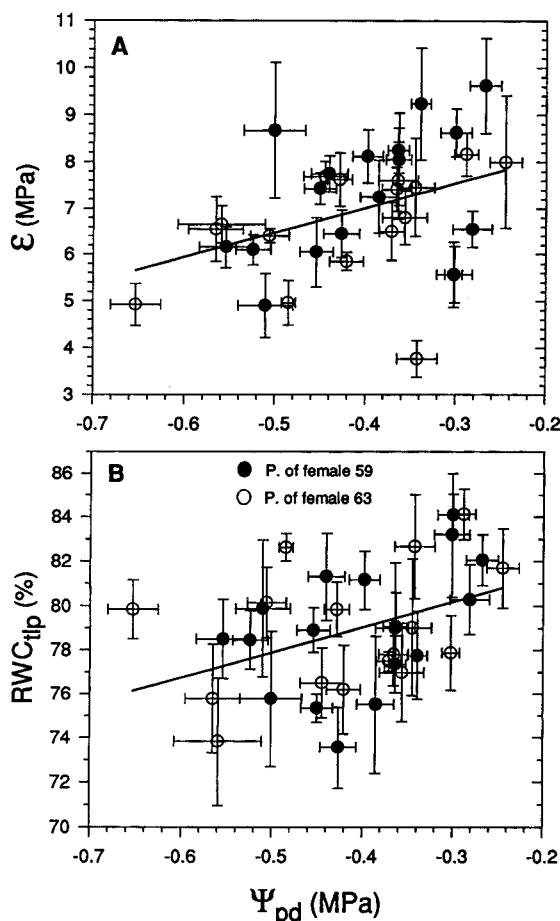 A
11
10
9
8
7
6
5
4
3
ε (MPa)
-0.7 -0.6 -0.5 -0.4 -0.3 -0.2
B
● P. of female 59
○ P. of female 63
86
84
82
80
78
76
74
72
70
RWCtlp (%)
-0.7 -0.6 -0.5 -0.4 -0.3 -0.2
Ψpd (MPa)